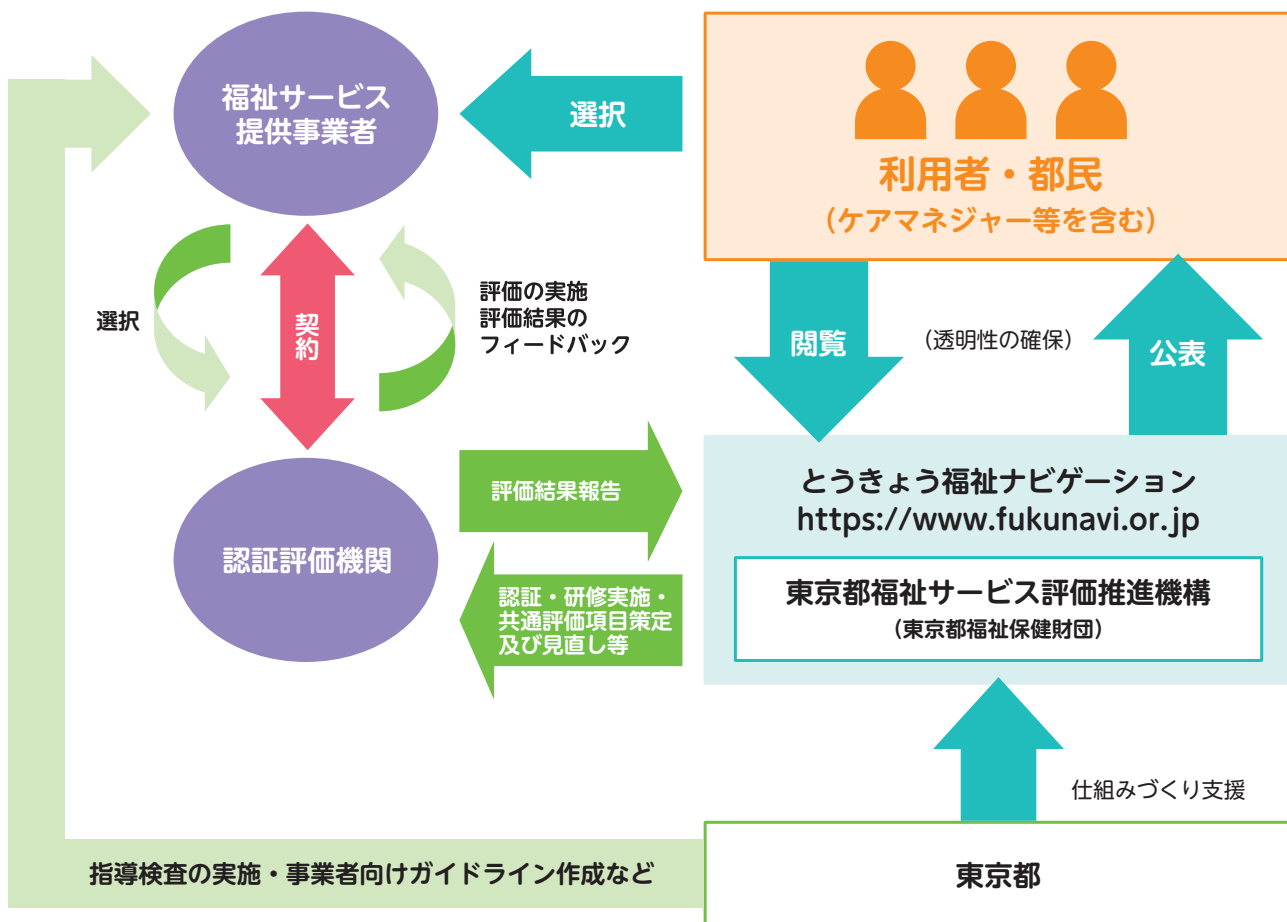 福祉サービス
提供事業者
選択
利用者・都民
（ケアマネジャー等を含む）
選択
契約
評価の実施
評価結果の
フィードバック
閲覧
（透明性の確保）
公表
認証評価機関
評価結果報告
認証・研修実施・
共通評価項目策定
及び見直し等
とうきょう福祉ナビゲーション
https://www.fukunavi.or.jp
東京都福祉サービス評価推進機構
（東京都福祉保健財団）
仕組みづくり支援
指導検査の実施・事業者向けガイドライン作成など
東京都